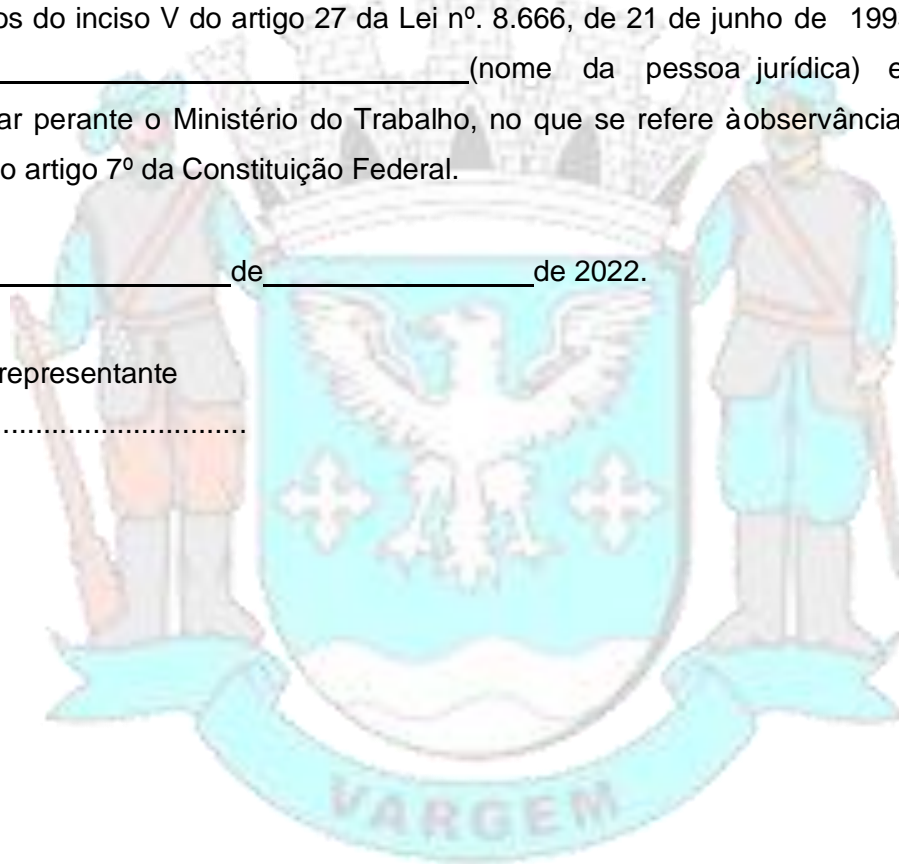 os do inciso V do artigo 27 da Lei nº. 8.666, de 21 de junho de 199
(nome da pessoa jurídica) e
ar perante o Ministério do Trabalho, no que se refere àobservância
o artigo 7º da Constituição Federal.
de de 2022.
representante
..............................
VARGEM